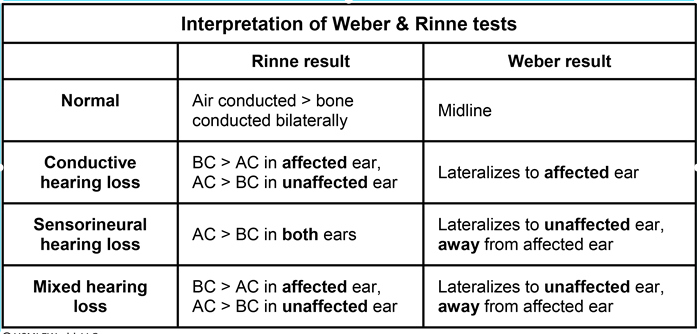 Interpretation of Weber & Rinne tests
Rinne result
Weber result
Normal
Air conducted > bone
conducted bilaterally
Midline
Conductive
hearing loss
BC > AC in affected ear,
AC > BC in unaffected ear
Lateralizes to affected ear
Sensorineural
hearing loss
AC > BC in both ears
Lateralizes to unaffected ear,
away from affected ear
Mixed hearing
loss
BC > AC in affected ear,
AC > BC in unaffected ear
Lateralizes to unaffected ear,
away from affected ear